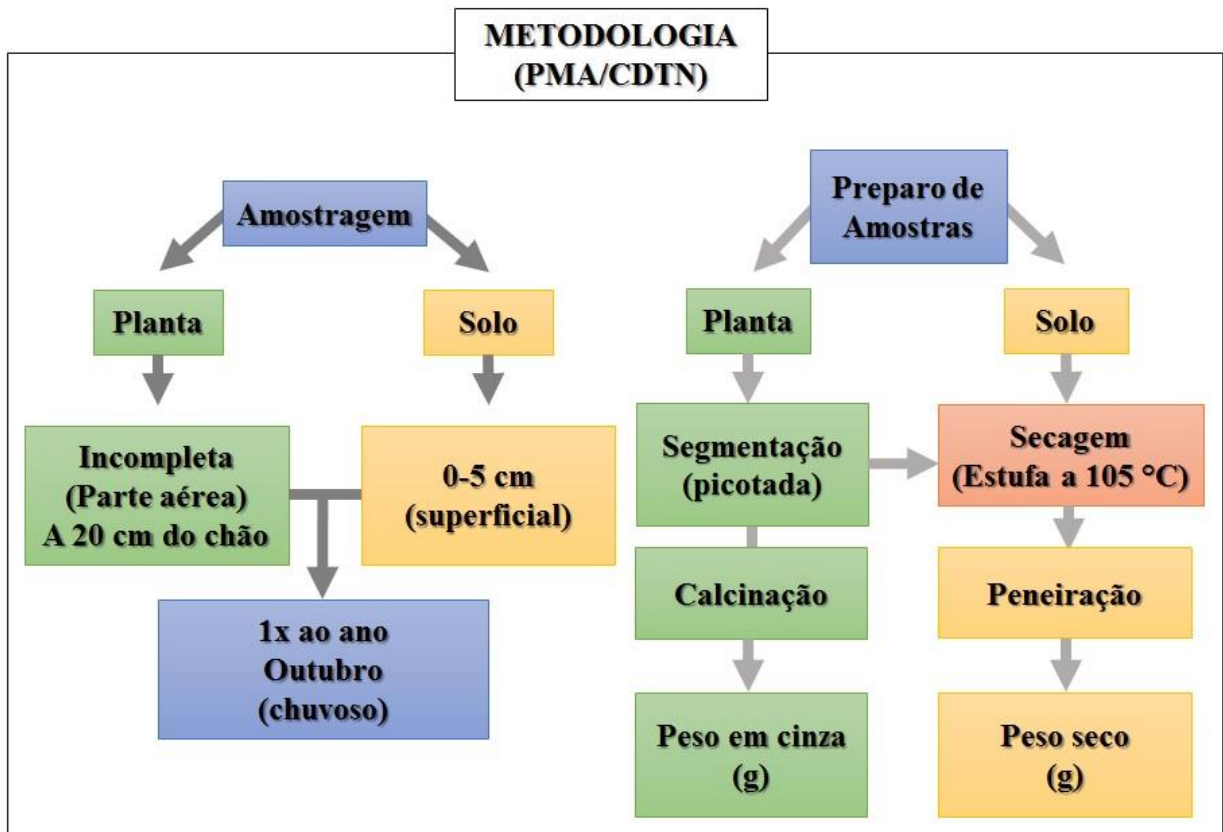 METODOLOGIA
(PMA/CDTN)
Amostragem
Planta
Solo
Incompleta
(Parte aérea)
A 20 cm do chão
0-5 cm
(superficial)
1x ao ano
Outubro
(chuvoso)
Preparo de
Amostras
Planta
Solo
Segmentação
(picotada)
Secagem
(Estufa a 105 °C)
Calcinação
Peneiração
Peso em cinza
(g)
Peso seco
(g)